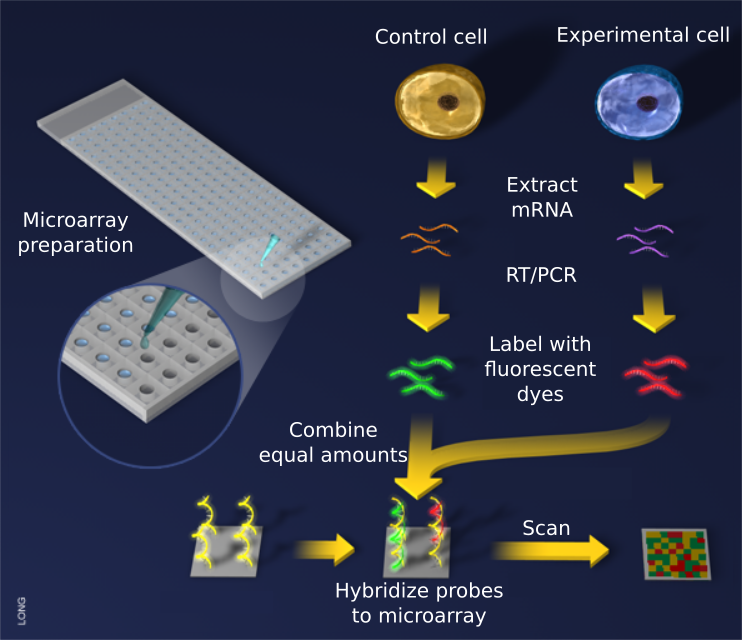 Control cell
Experimental cell
Extract
mRNA
Microarray
preparation
RT/PCR
Label with
fluorescent
dyes
Combine
equal amounts
Scan
Hybridize probes
to microarray
LONG